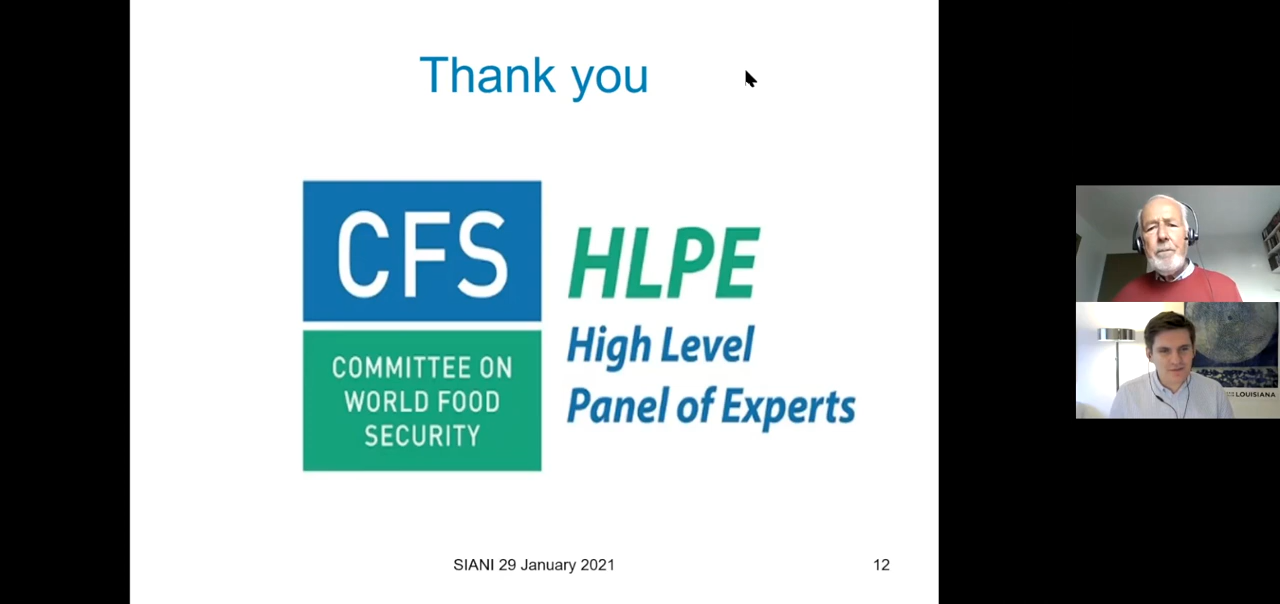 Thank you
CFS
COMMITTEE ON
WORLD FOOD
SECURITY
HLPE
High Level
Panel of Experts
SIANI 29 January 2021
12
LOUISIANA